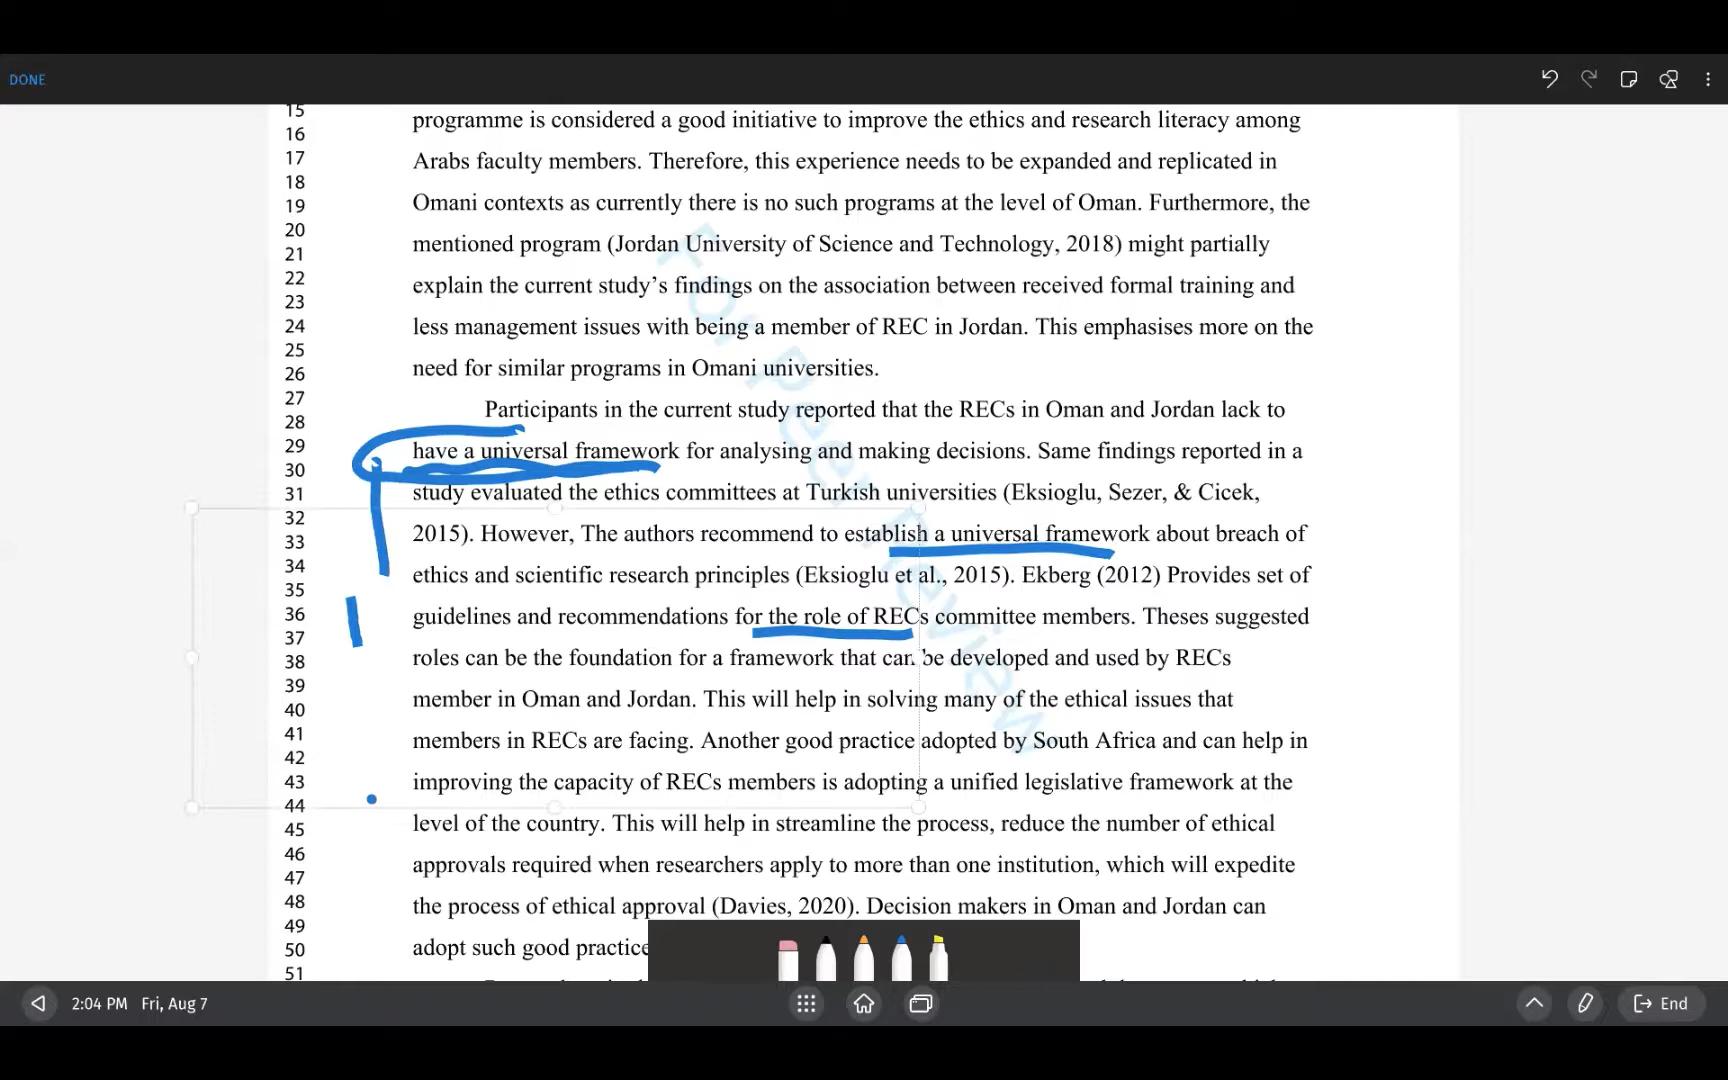 DONE
15 programme is considered a good initiative to improve the ethics and research literacy among
16
17 Arabs faculty members. Therefore, this experience needs to be expanded and replicated in
18
19 Omani contexts as currently there is no such programs at the level of Oman. Furthermore, the
20
21 mentioned program (Jordan University of Science and Technology, 2018) might partially
22 explain the current study’s findings on the association between received formal training and
23
24 less management issues with being a member of REC in Jordan. This emphasises more on the
25
26 need for similar programs in Omani universities.
27
28 Participants in the current study reported that the RECs in Oman and Jordan lack to
29 have a universal framework for analysing and making decisions. Same findings reported in a
30
31 study evaluated the ethics committees at Turkish universities (Eksioglu, Sezer, & Cicek,
32
33 2015). However, The authors recommend to establish a universal framework about breach of
34 ethics and scientific research principles (Eksioglu et al., 2015). Ekberg (2012) Provides set of
35
36 guidelines and recommendations for the role of RECs committee members. Theses suggested
37
38 roles can be the foundation for a framework that can be developed and used by RECs
39
40 member in Oman and Jordan. This will help in solving many of the ethical issues that
41 members in RECs are facing. Another good practice adopted by South Africa and can help in
42
43 improving the capacity of RECs members is adopting a unified legislative framework at the
44
45 level of the country. This will help in streamline the process, reduce the number of ethical
46
47 approvals required when researchers apply to more than one institution, which will expedite
48 the process of ethical approval (Davies, 2020). Decision makers in Oman and Jordan can
49
50 adopt such good practice
51
For Peer Review
2:04 PM Fri, Aug 7
End